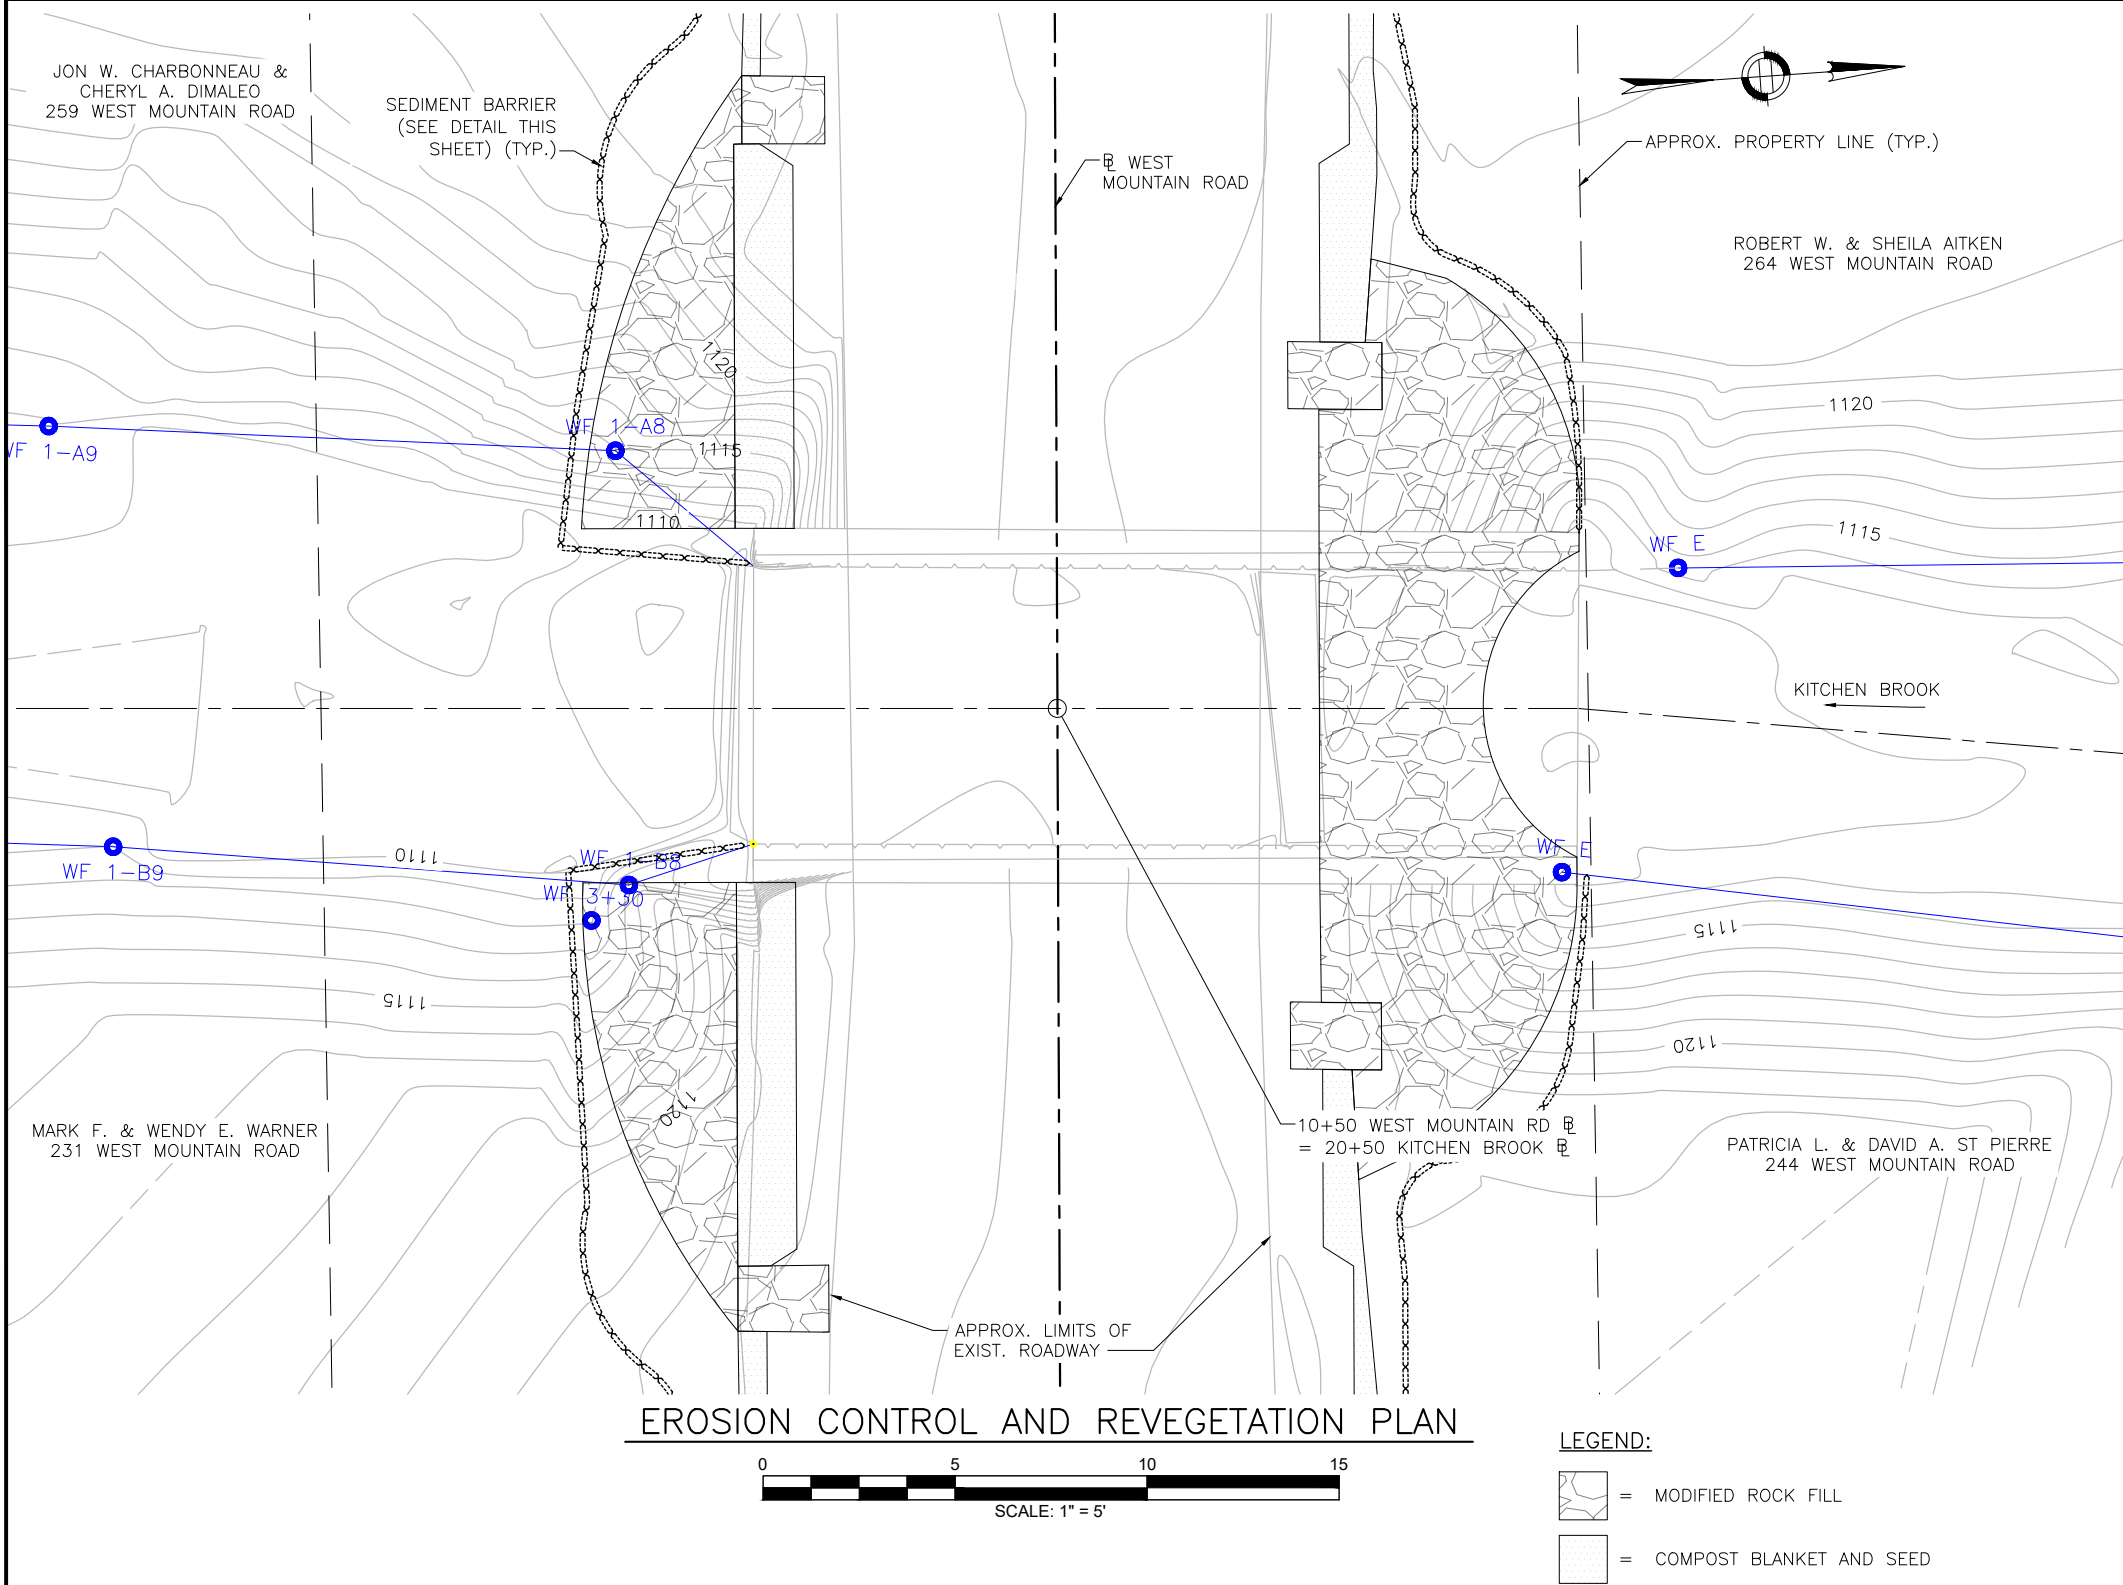 JON W. CHARBONNEAU &
CHERYL A. DIMALEO
259 WEST MOUNTAIN ROAD
SEDIMENT BARRIER
(SEE DETAIL THIS
SHEET) (TYP.)
WEST
MOUNTAIN ROAD
APPROX. PROPERTY LINE (TYP.)
ROBERT W. & SHEILA AITKEN
264 WEST MOUNTAIN ROAD
1120
1120
WF 1-A8
1115
WF 1-A9
1110
1115
WF E
KITCHEN BROOK
1110
WF 1-B8
WF E
WF 1-B9
WF 3+50
1115
1115
1120
1120
10+50 WEST MOUNTAIN RD
= 20+50 KITCHEN BROOK
MARK F. & WENDY E. WARNER
231 WEST MOUNTAIN ROAD
PATRICIA L. & DAVID A. ST PIERRE
244 WEST MOUNTAIN ROAD
APPROX. LIMITS OF
EXIST. ROADWAY
EROSION CONTROL AND REVEGETATION PLAN
0 5 10 15
SCALE: 1" = 5'
LEGEND:
= MODIFIED ROCK FILL
= COMPOST BLANKET AND SEED